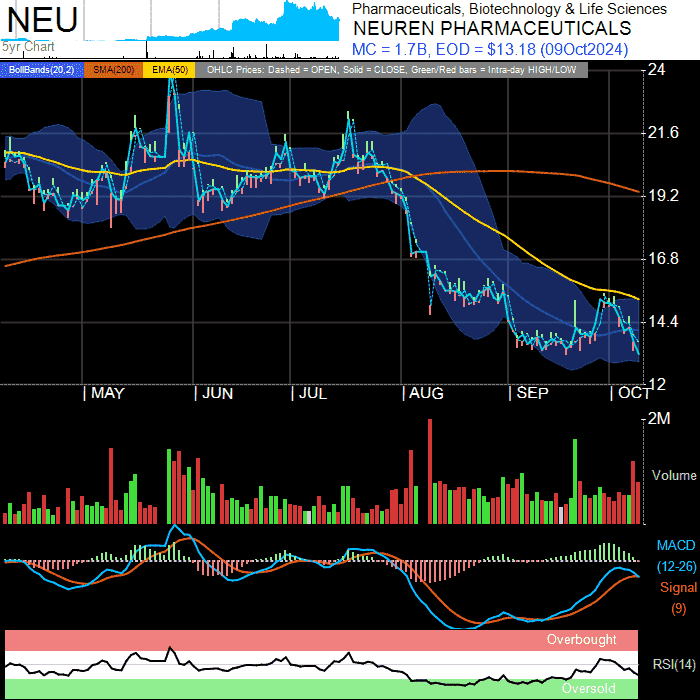 NEU
Pharmaceuticals, Biotechnology & Life Sciences
NEUREN PHARMACEUTICALS
5yr Chart
MC = 1.7B, EOD = $13.18 (09Oct2024)
BollBands(20,2) SMA(200) EMA(50) OHLC Prices: Dashed = OPEN, Solid = CLOSE, Green/Red bars = Intra-day HIGH/LOW
24
21.6
19.2
16.8
14.4
12
MAY JUN JUL AUG SEP OCT
2M
Volume
MACD
(12-26)
Signal
(9)
Overbought
RSI(14)
Oversold